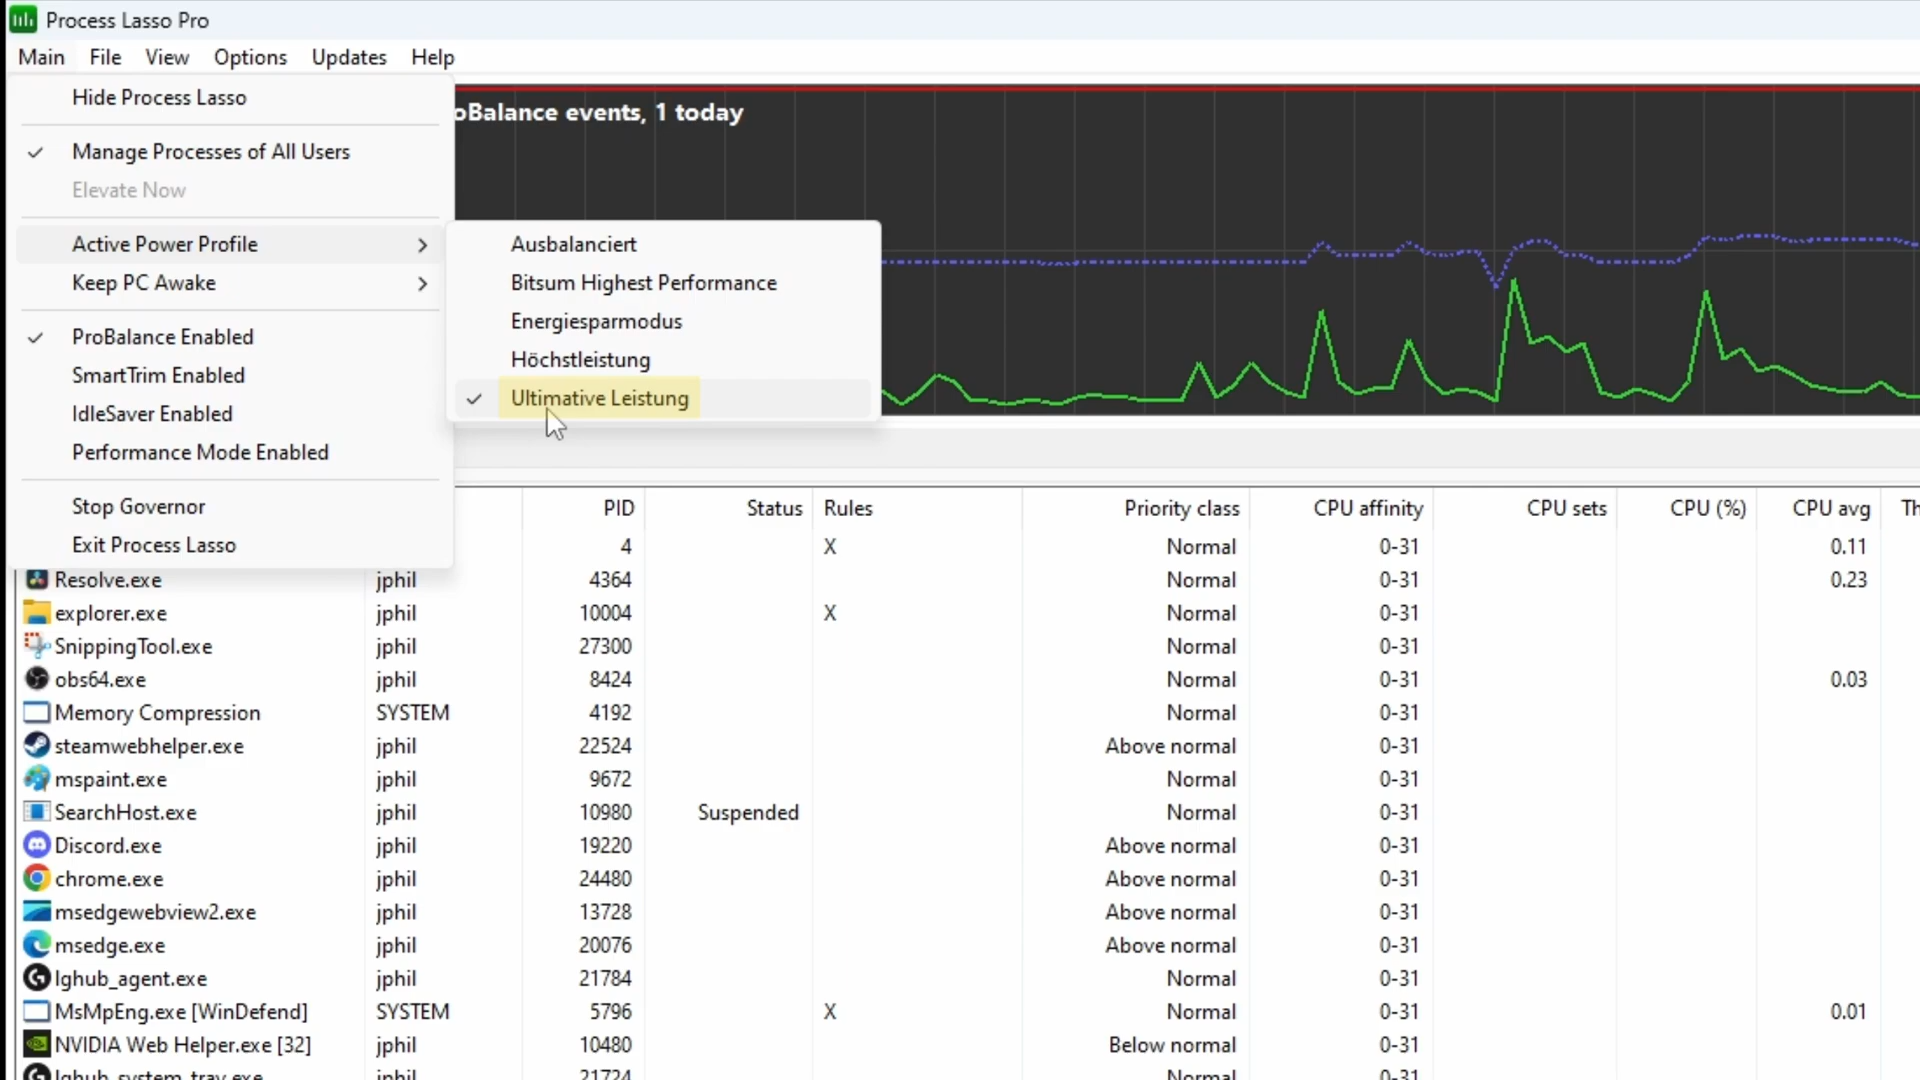 Process Lasso Pro
Main File View Options Updates Help
Hide Process Lasso
oBalance events, 1 today
Manage Processes of All Users
Elevate Now
Active Power Profile
Keep PC Awake
ProBalance Enabled
SmartTrim Enabled
IdleSaver Enabled
Performance Mode Enabled
Stop Governor
Exit Process Lasso
Ausbalanciert
Bitsum Highest Performance
Energiesparmodus
Höchstleistung
Ultimative Leistung
PID Status Rules Priority class CPU affinity CPU sets CPU (%) CPU avg Th
4 X Normal 0-31 0.11
Resolve.exe jphil 4364 Normal 0-31 0.23
explorer.exe jphil 10004 X Normal 0-31
SnippingTool.exe jphil 27300 Normal 0-31
obs64.exe jphil 8424 Normal 0-31 0.03
Memory Compression SYSTEM 4192 Normal 0-31
steamwebhelper.exe jphil 22524 Above normal 0-31
mspaint.exe jphil 9672 Normal 0-31
SearchHost.exe jphil 10980 Suspended Normal 0-31
Discord.exe jphil 19220 Above normal 0-31
chrome.exe jphil 24480 Above normal 0-31
msedgewebview2.exe jphil 13728 Above normal 0-31
msedge.exe jphil 20076 Above normal 0-31
lghub_agent.exe jphil 21784 Normal 0-31
MsMpEng.exe [WinDefend] SYSTEM 5796 X Normal 0-31 0.01
NVIDIA Web Helper.exe [32] jphil 10480 Below normal 0-31
lghub_system_tray.exe jphil 21724 Normal 0-31